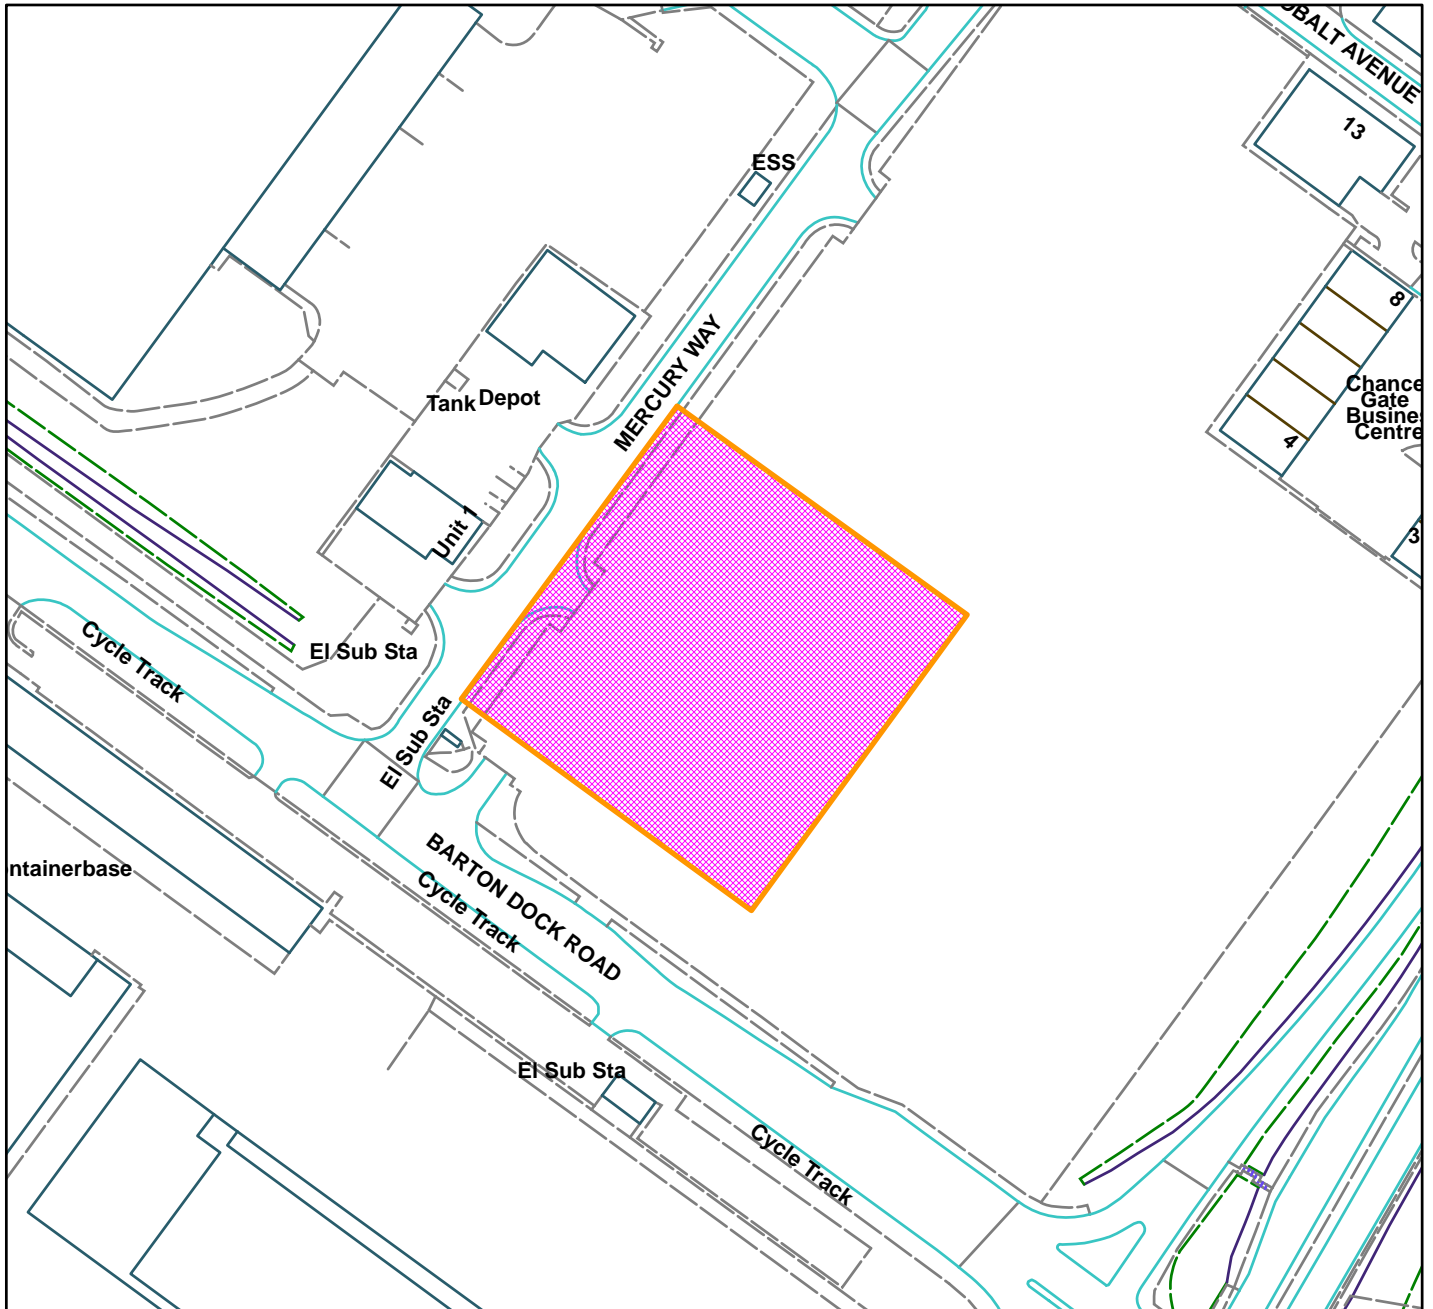 OBALT AVENUE
13
ESS
8
MERCURY WAY
Chance
Gate
Busines
Centre
Tank
Depot
4
Unit 1
3
Cycle Track
El Sub Sta
El Sub Sta
BARTON DOCK ROAD
ntainerbase
Cycle Track
El Sub Sta
Cycle Track